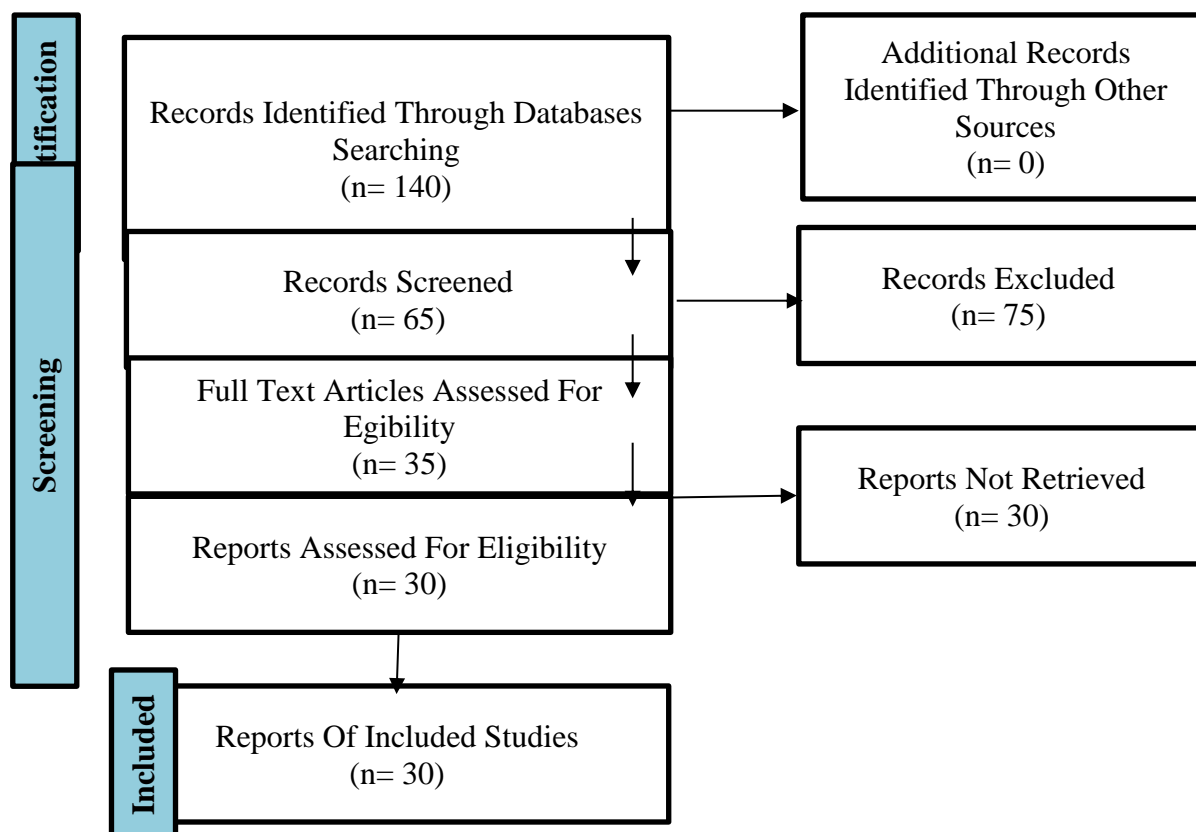 tification
Records Identified Through Databases
Searching
(n= 140)
Additional Records
Identified Through Other
Sources
(n= 0)
Screening
Records Screened
(n= 65)
Records Excluded
(n= 75)
Full Text Articles Assessed For
Egibility
(n= 35)
Reports Assessed For Eligibility
(n= 30)
Reports Not Retrieved
(n= 30)
Included
Reports Of Included Studies
(n= 30)